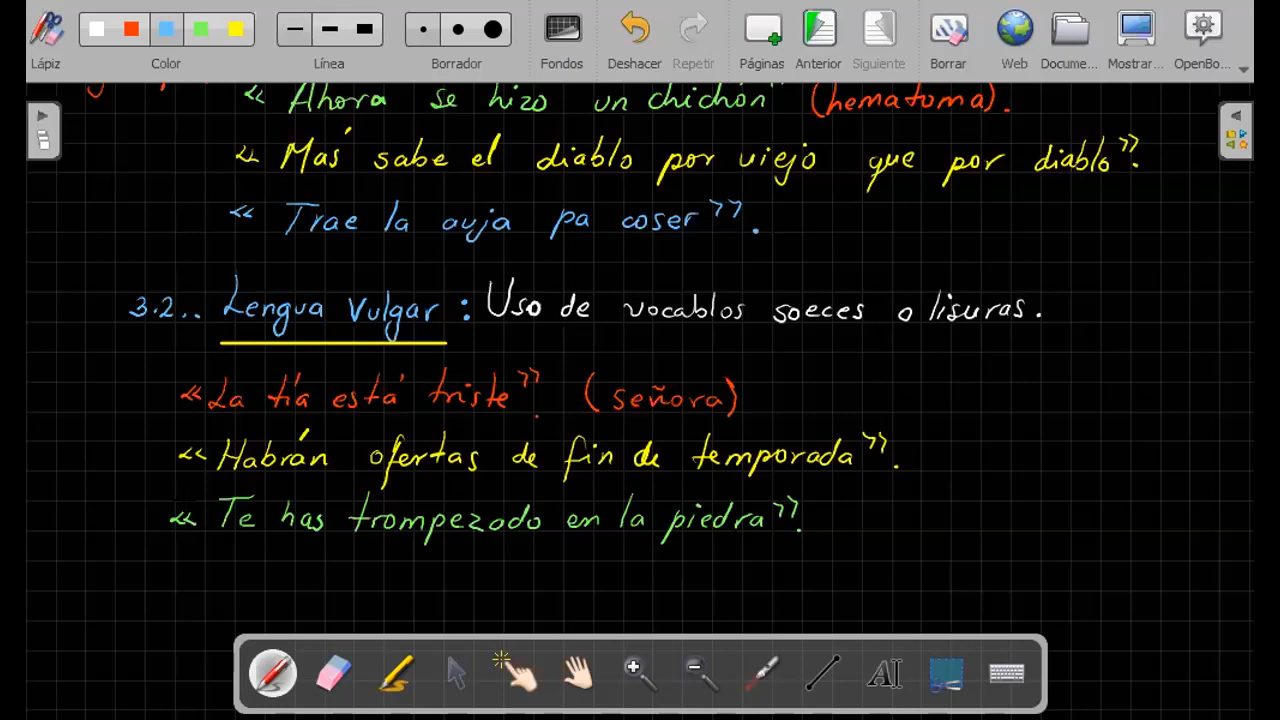 Lápiz Color Línea Borrador Fondos Deshacer Repetir Páginas Anterior Siguiente Borrar Web Docume... Mostrar... OpenBo...
« Ahora se hizo un chichón" (hematoma).
« Más sabe el diablo por viejo que por diablo".
« Trae la auja pa coser".
3.2.. Lengua Vulgar : Uso de vocablos soeces o lisuras.
«La tía está triste". (señora)
«Habrán ofertas de fin de temporada".
« Te has trompezado en la piedra".